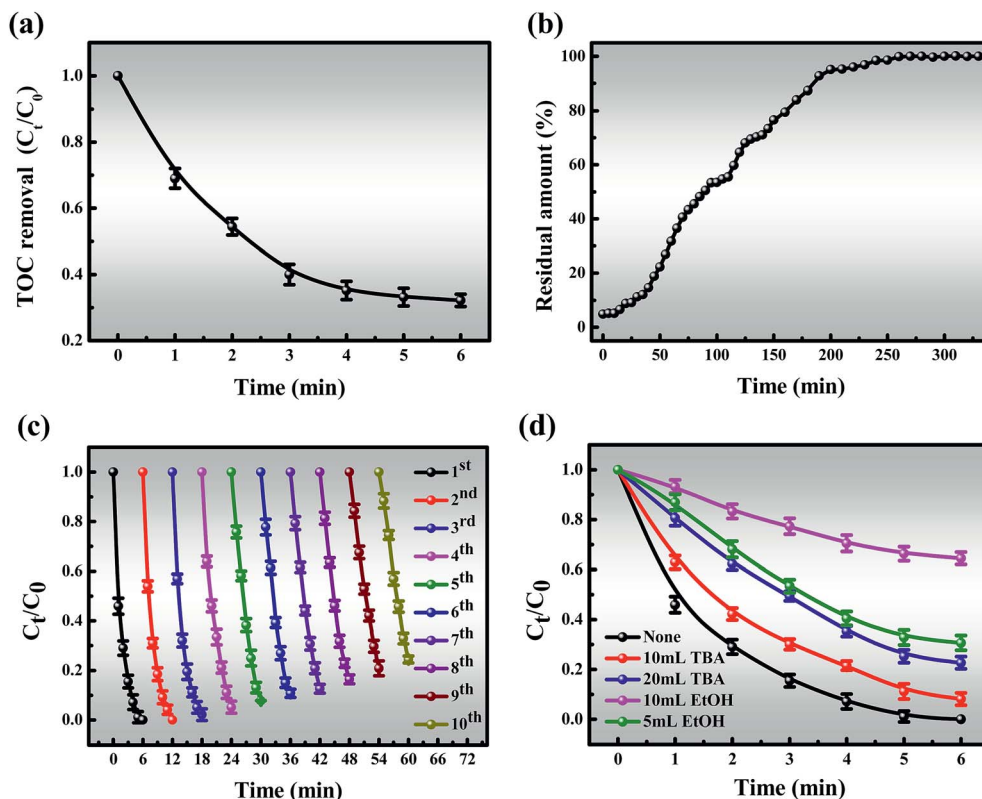 (a)
TOC removal (Ct/C0)
1.0
0.8
0.6
0.4
0.2
0 1 2 3 4 5 6
Time (min)
(b)
Residual amount (%)
100
80
60
40
20
0
0 50 100 150 200 250 300
Time (min)
(c)
Ct/C0
1.0
0.8
0.6
0.4
0.2
0.0
1st
2nd
3rd
4th
5th
6th
7th
8th
9th
10th
0 6 12 18 24 30 36 42 48 54 60 66 72
Time (min)
(d)
Ct/C0
1.0
0.8
0.6
0.4
0.2
0.0
None
10mL TBA
20mL TBA
10mL EtOH
5mL EtOH
0 1 2 3 4 5 6
Time (min)